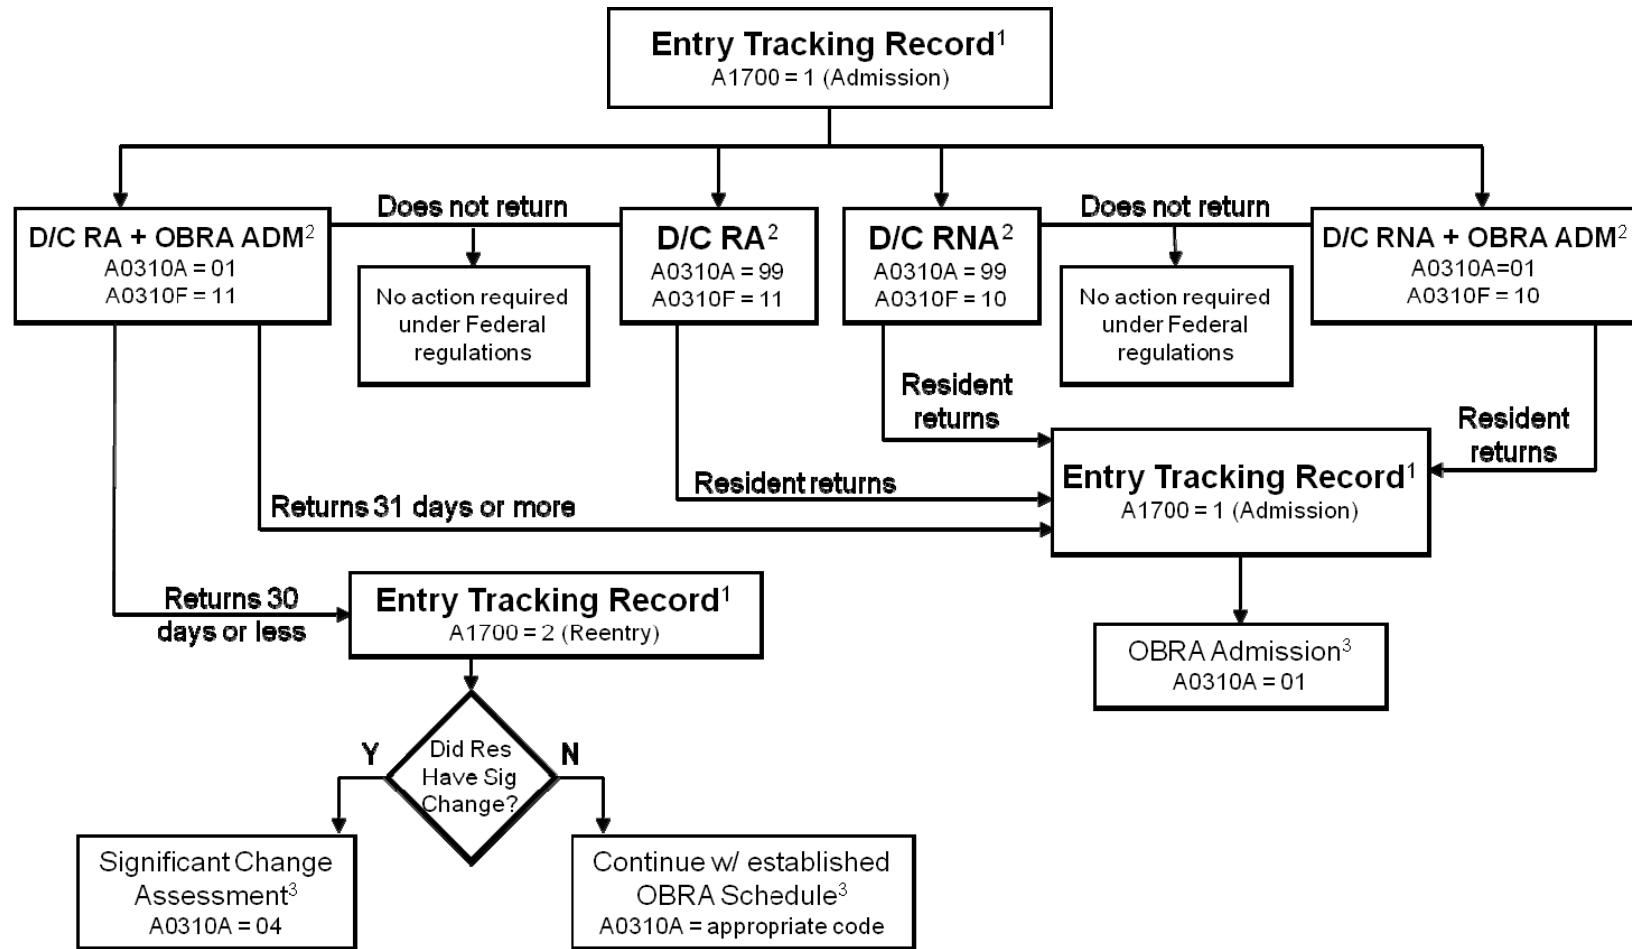 Entry Tracking Record¹
A1700 = 1 (Admission)
D/C RA + OBRA ADM²
A0310A = 01
A0310F = 11
Does not return
No action required
under Federal
regulations
D/C RA²
A0310A = 99
A0310F = 11
D/C RNA²
A0310A = 99
A0310F = 10
Does not return
No action required
under Federal
regulations
D/C RNA + OBRA ADM²
A0310A=01
A0310F = 10
Resident
returns
Resident
returns
Resident returns
Returns 31 days or more
Entry Tracking Record¹
A1700 = 1 (Admission)
OBRA Admission³
A0310A = 01
Returns 30
days or less
Entry Tracking Record¹
A1700 = 2 (Reentry)
Did Res
Have Sig
Change?
Y
N
Significant Change
Assessment³
A0310A = 04
Continue w/ established
OBRA Schedule³
A0310A = appropriate code